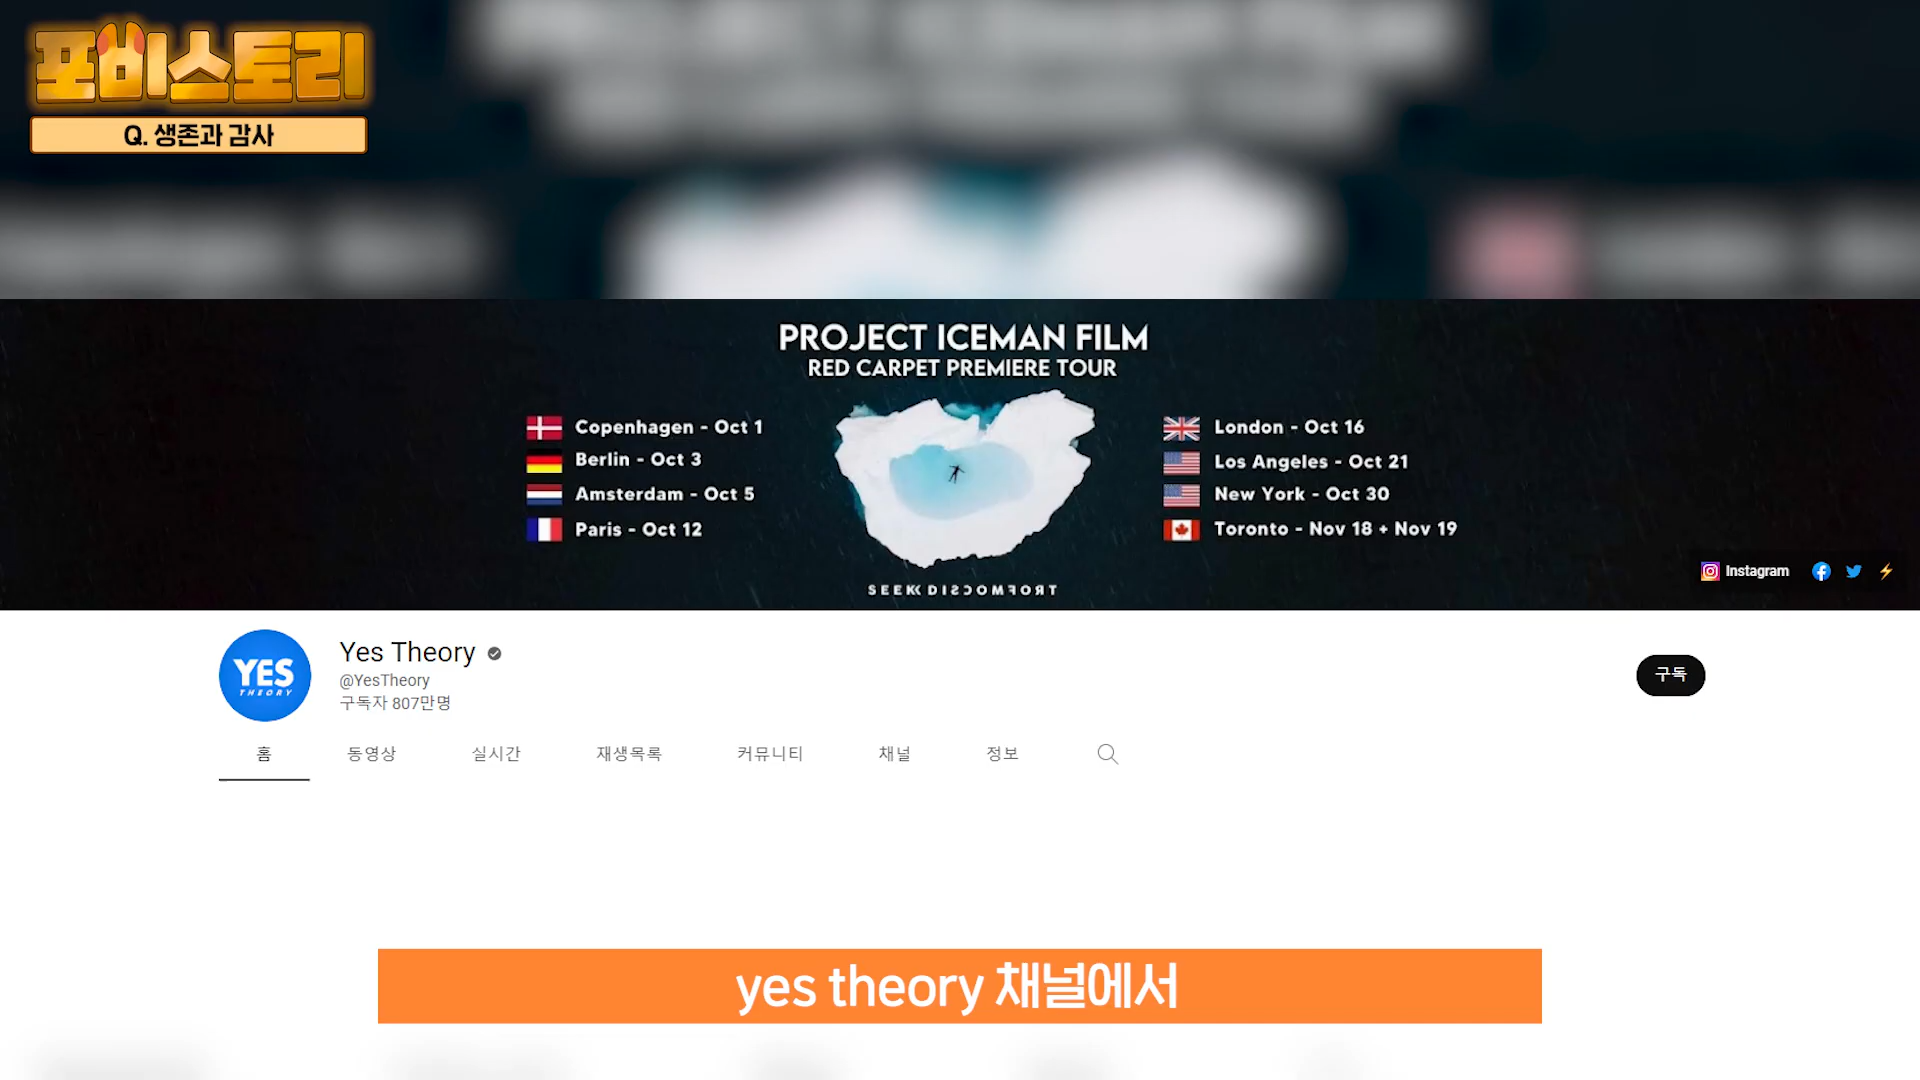 포비스토리
Q. 생존과 감사
PROJECT ICEMAN FILM
RED CARPET PREMIERE TOUR
Copenhagen - Oct 1
Berlin - Oct 3
Amsterdam - Oct 5
Paris - Oct 12
London - Oct 16
Los Angeles - Oct 21
New York - Oct 30
Toronto - Nov 18 + Nov 19
SEEK DISCOMFORT
Instagram
YES
THEORY
Yes Theory
@YesTheory
구독자 807만명
구독
홈 동영상 실시간 재생목록 커뮤니티 채널 정보
yes theory 채널에서